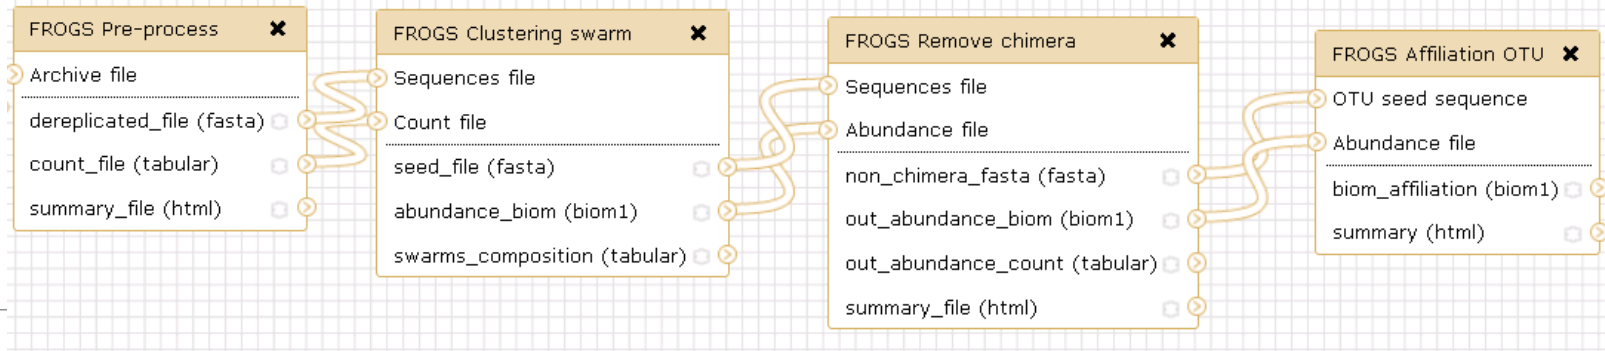 FROGS Pre-process
Archive file
dereplicated_file (fasta)
count_file (tabular)
summary_file (html)
FROGS Clustering swarm
Sequences file
Count file
seed_file (fasta)
abundance_biom (biom1)
swarms_composition (tabular)
FROGS Remove chimera
Sequences file
Abundance file
non_chimera_fasta (fasta)
out_abundance_biom (biom1)
out_abundance_count (tabular)
summary_file (html)
FROGS Affiliation OTU
OTU seed sequence
Abundance file
biom_affiliation (biom1)
summary (html)